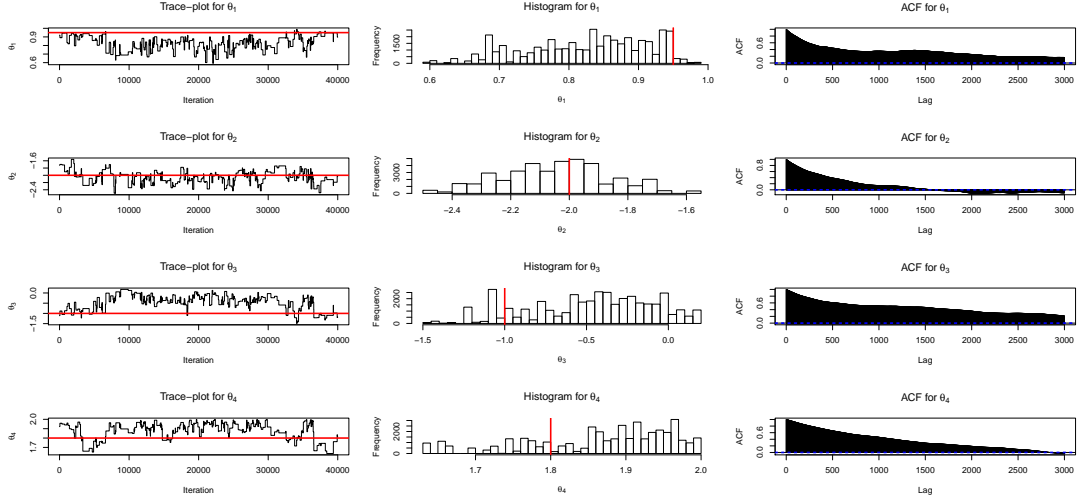 Trace−plot for θ1
Histogram for θ1
ACF for θ1
θ1
0.6 0.9
0 10000 20000 30000 40000
Iteration
Frequency
0 1500
0.6 0.7 0.8 0.9 1.0
θ1
ACF
0.0 0.6
0 500 1000 1500 2000 2500 3000
Lag
Trace−plot for θ2
Histogram for θ2
ACF for θ2
θ2
−2.4 −1.6
0 10000 20000 30000 40000
Iteration
Frequency
0 3000
−2.4 −2.2 −2.0 −1.8 −1.6
θ2
ACF
0.0 0.8
0 500 1000 1500 2000 2500 3000
Lag
Trace−plot for θ3
Histogram for θ3
ACF for θ3
θ3
−1.5 0.0
0 10000 20000 30000 40000
Iteration
Frequency
0 2000
−1.5 −1.0 −0.5 0.0
θ3
ACF
0.0 0.6
0 500 1000 1500 2000 2500 3000
Lag
Trace−plot for θ4
Histogram for θ4
ACF for θ4
θ4
1.7 2.0
0 10000 20000 30000 40000
Iteration
Frequency
0 2000
1.7 1.8 1.9 2.0
θ4
ACF
0.0 0.6
0 500 1000 1500 2000 2500 3000
Lag